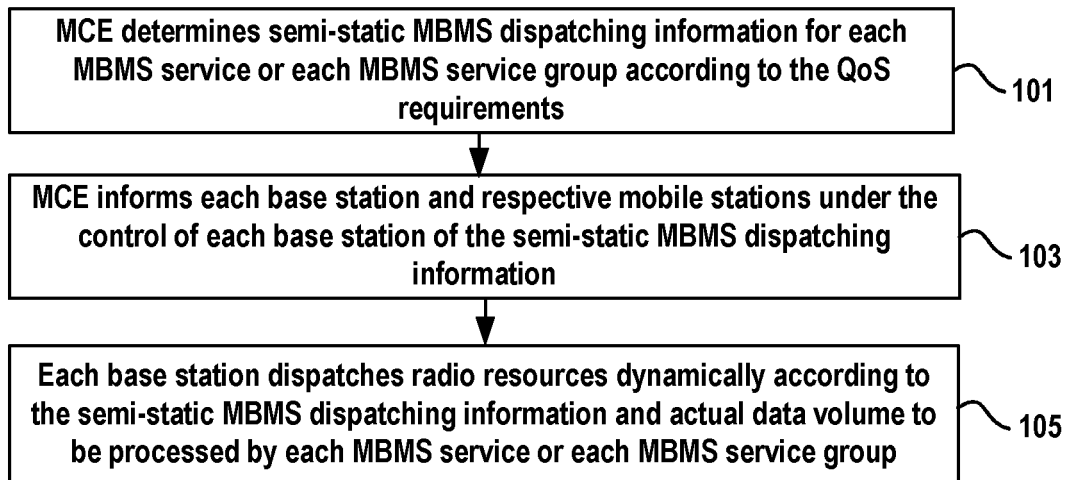 MCE determines semi-static MBMS dispatching information for each
MBMS service or each MBMS service group according to the QoS
requirements
101
MCE informs each base station and respective mobile stations under the
control of each base station of the semi-static MBMS dispatching
information
103
Each base station dispatches radio resources dynamically according to
the semi-static MBMS dispatching information and actual data volume to
be processed by each MBMS service or each MBMS service group
105